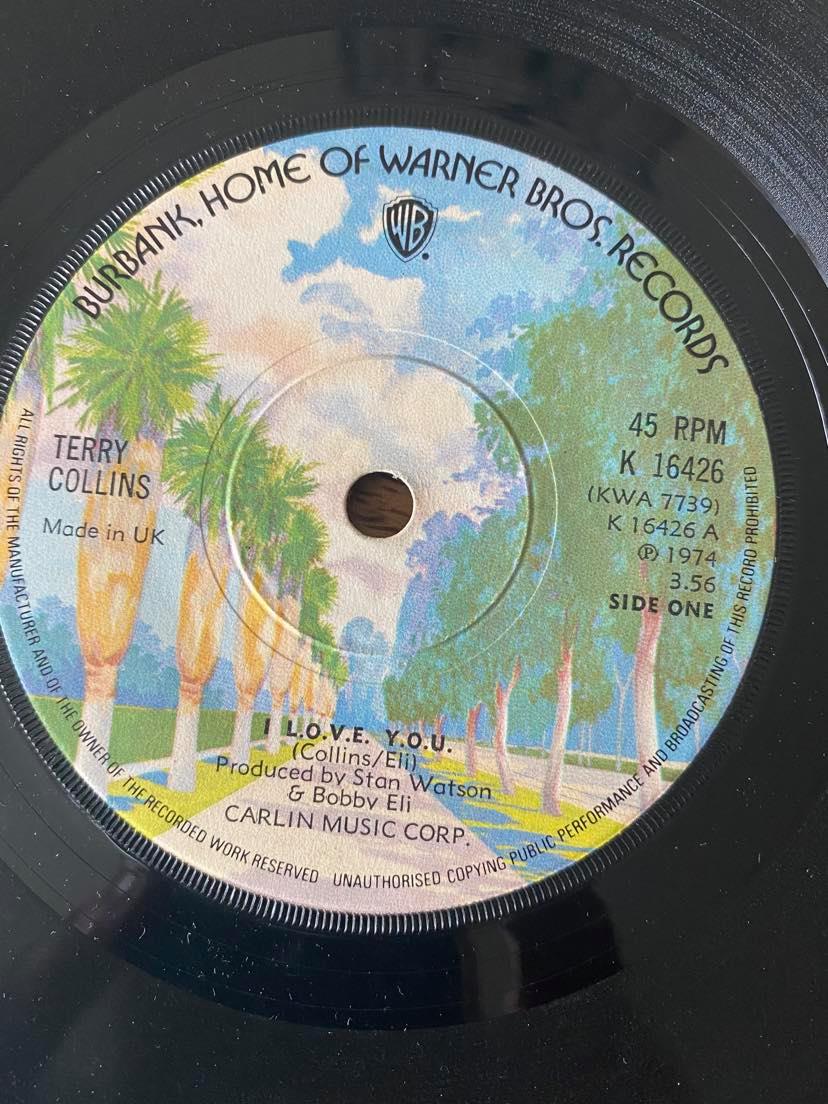 BURBANK, HOME OF WARNER BROS. RECORDS
WB
TERRY
COLLINS
Made in UK
45 RPM
K 16426
(KWA 7739)
K 16426 A
℗ 1974
3.56
SIDE ONE
I L.O.V.E. Y.O.U.
(Collins/Eli)
Produced by Stan Watson
& Bobby Eli
CARLIN MUSIC CORP.
ALL RIGHTS OF THE MANUFACTURER AND OF THE OWNER OF THE RECORDED WORK RESERVED UNAUTHORISED COPYING PUBLIC PERFORMANCE AND BROADCASTING OF THIS RECORD PROHIBITED